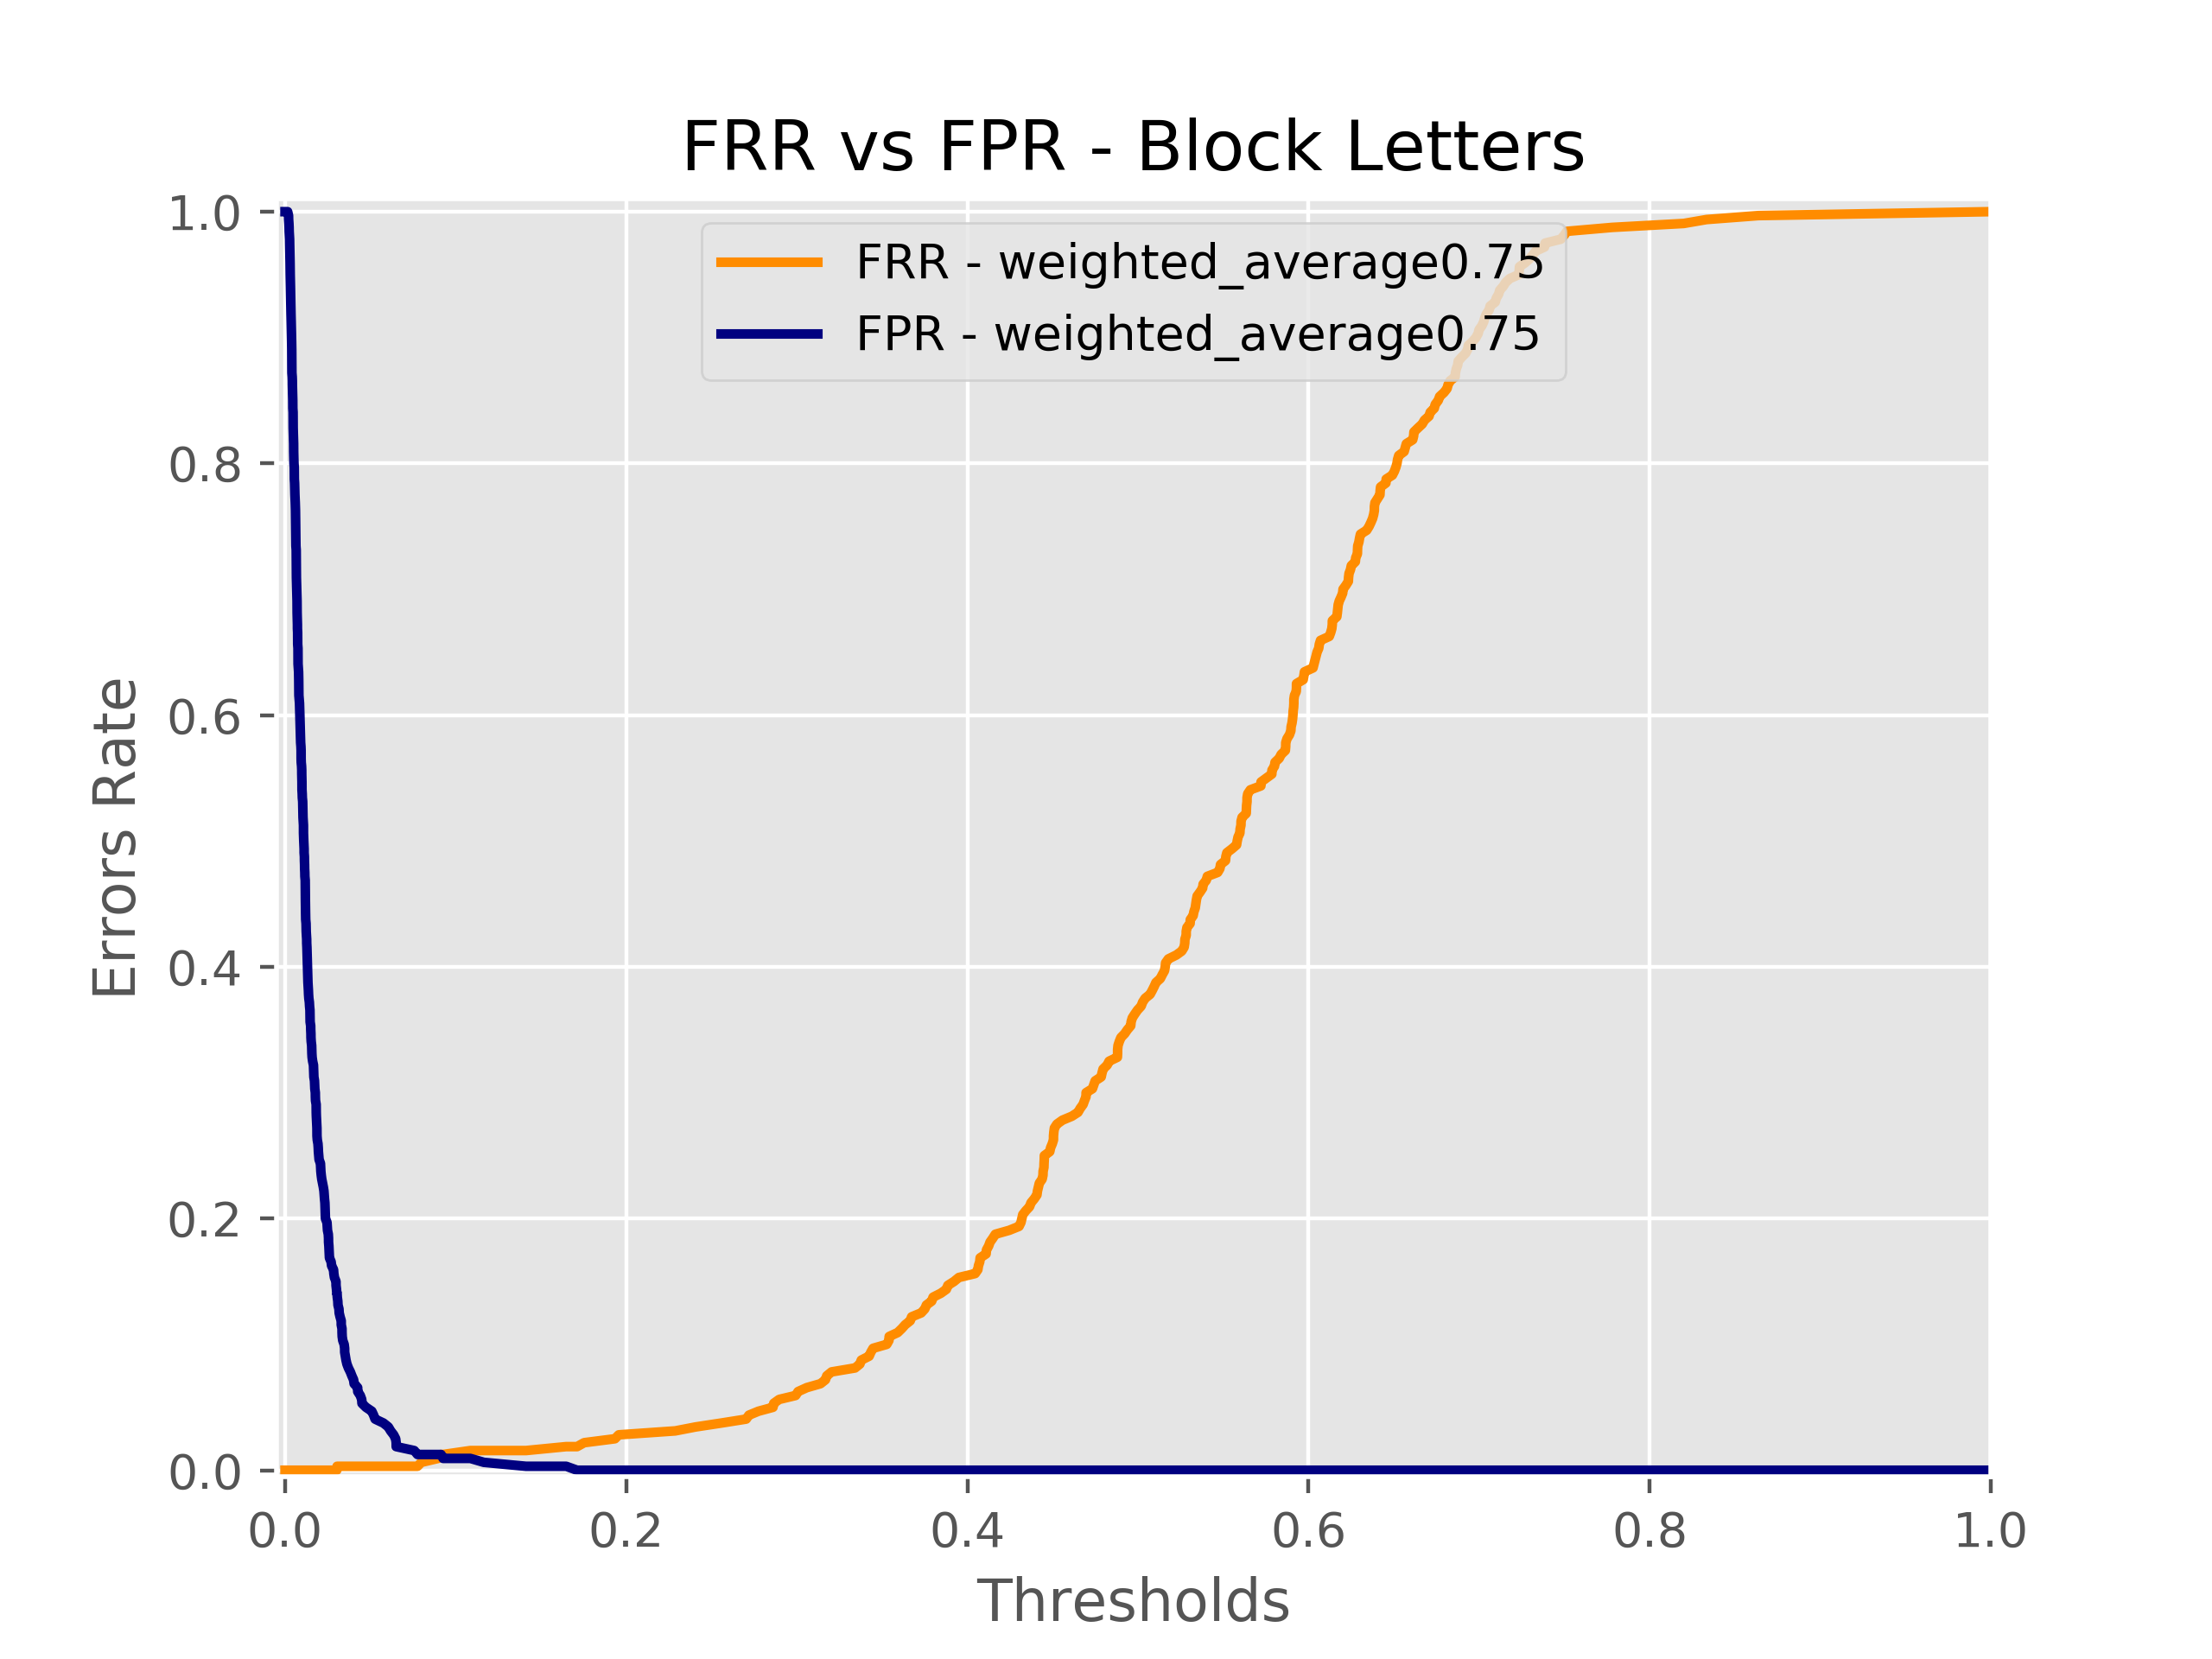 FRR vs FPR - Block Letters
FRR - weighted_average0.75
FPR - weighted_average0.75
1.0
0.8
0.6
0.4
0.2
0.0
Errors Rate
0.0 0.2 0.4 0.6 0.8 1.0
Thresholds